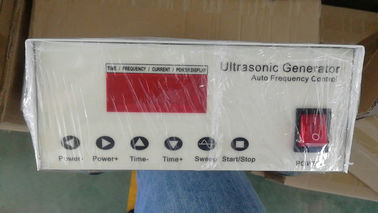 TIME / FREQUENCY / CURRENT / POWER DISPLAY
Ultrasonic Generator
Auto Frequency Control
Power- Power+ Time- Time+ Sweep Start/Stop
POWER